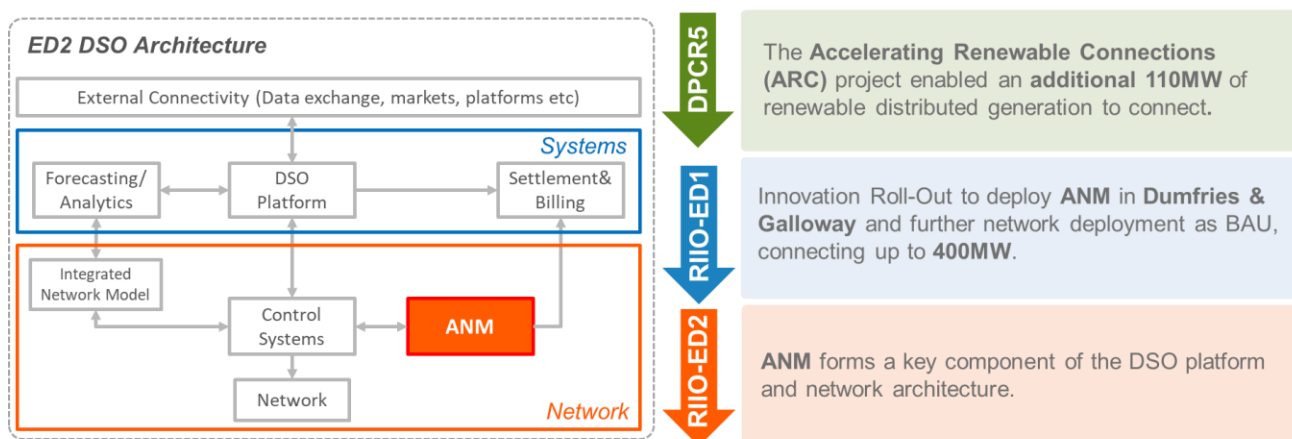 ED2 DSO Architecture
External Connectivity (Data exchange, markets, platforms etc)
Systems
Forecasting/
Analytics
DSO
Platform
Settlement&
Billing
Integrated
Network Model
Control
Systems
ANM
Network
Network
DPCR5
The Accelerating Renewable Connections
(ARC) project enabled an additional 110MW of
renewable distributed generation to connect.
RIIO-ED1
Innovation Roll-Out to deploy ANM in Dumfries &
Galloway and further network deployment as BAU,
connecting up to 400MW.
RIIO-ED2
ANM forms a key component of the DSO platform
and network architecture.